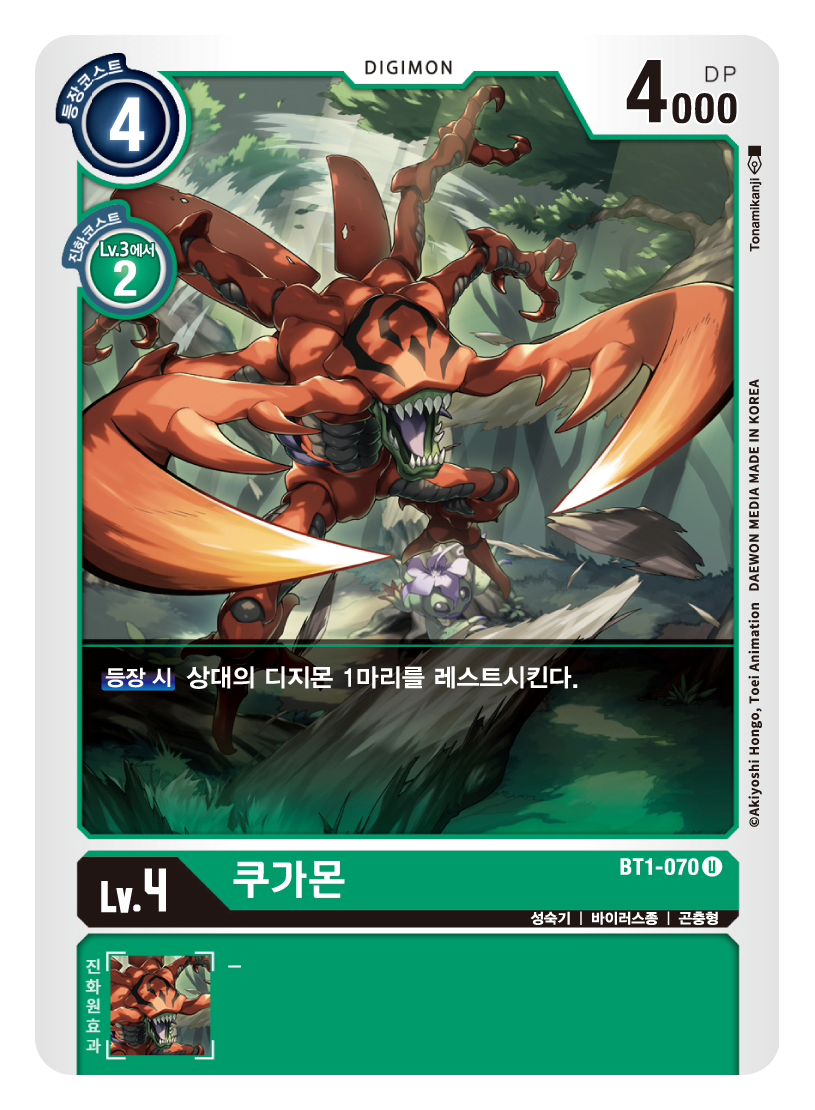 DIGIMON
등장코스트
4
4000
DP
진화코스트
Lv.3에서
2
Tonamikanji
©Akiyoshi Hongo, Toei Animation DAEWON MEDIA MADE IN KOREA
등장 시 상대의 디지몬 1마리를 레스트시킨다.
Lv.4
쿠가몬
BT1-070 U
성숙기 | 바이러스종 | 곤충형
진화원효과
–